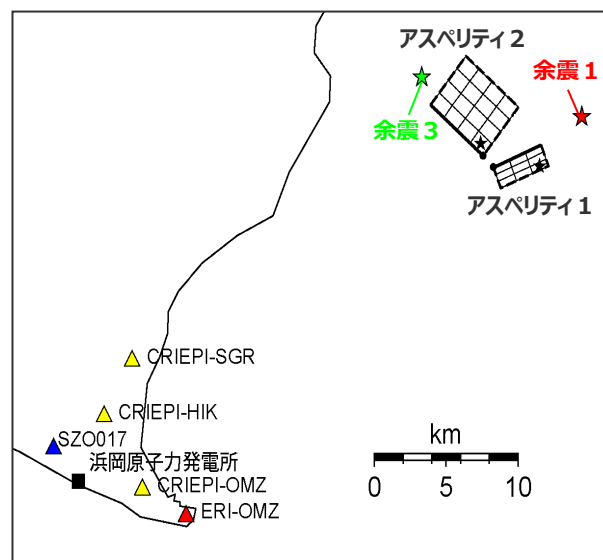 アスペリティ2
余震1
余震3
アスペリティ1
CRIEPI-SGR
CRIEPI-HIK
SZO017
浜岡原子力発電所
CRIEPI-OMZ
ERI-OMZ
km
0 5 10